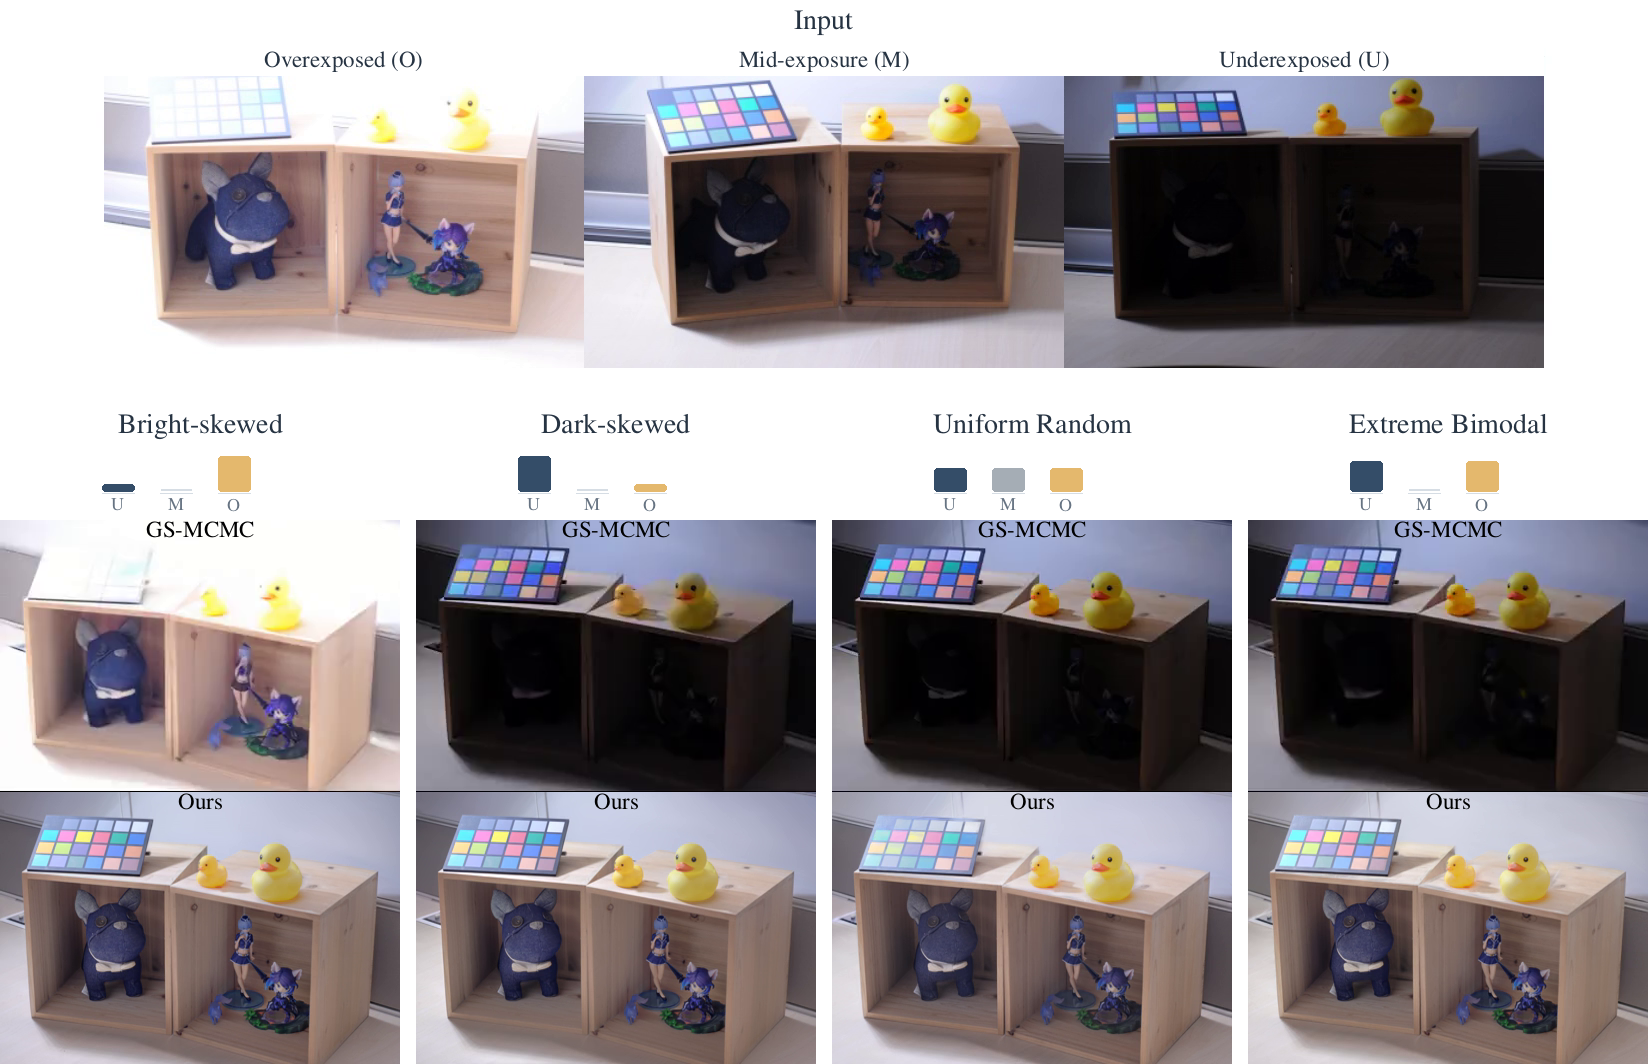 Input
Overexposed (O)
Mid-exposure (M)
Underexposed (U)
Bright-skewed
Dark-skewed
Uniform Random
Extreme Bimodal
U M O
U M O
U M O
U M O
GS-MCMC
GS-MCMC
GS-MCMC
GS-MCMC
Ours
Ours
Ours
Ours